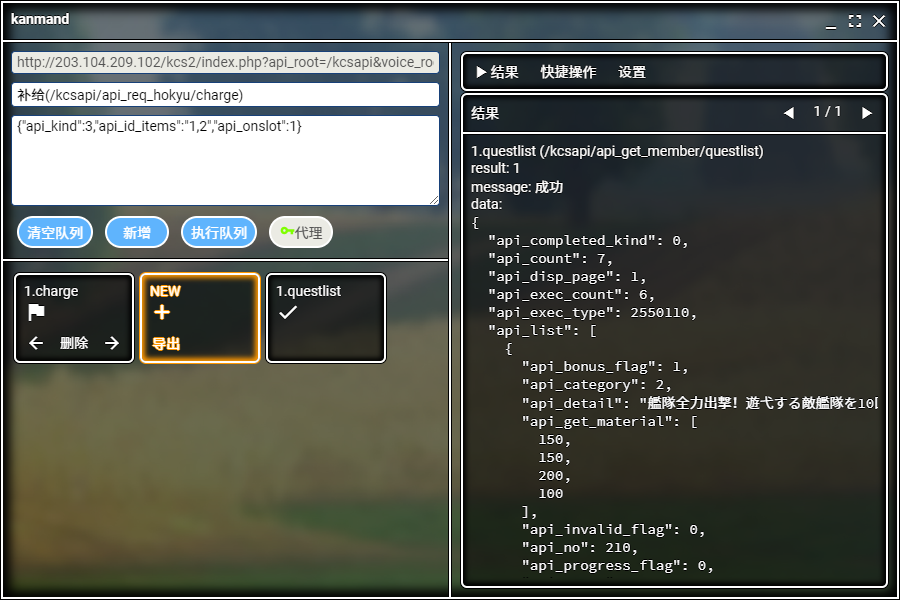 kanmand
http://203.104.209.102/kcs2/index.php?api_root=/kcsapi&voice_ro
补给(/kcsapi/api_req_hokyu/charge)
{"api_kind":3,"api_id_items":"1,2","api_onslot":1}
清空队列 新增 执行队列 代理
1.charge
删除
NEW
导出
1.questlist
结果 快捷操作 设置
结果 1 / 1
1.questlist (/kcsapi/api_get_member/questlist)
result: 1
message: 成功
data:
{
"api_completed_kind": 0,
"api_count": 7,
"api_disp_page": 1,
"api_exec_count": 6,
"api_exec_type": 2550110,
"api_list": [
{
"api_bonus_flag": 1,
"api_category": 2,
"api_detail": "艦隊全力出撃！遊弋する敵艦隊を10
"api_get_material": [
150,
150,
200,
100
],
"api_invalid_flag": 0,
"api_no": 210,
"api_progress_flag": 0,